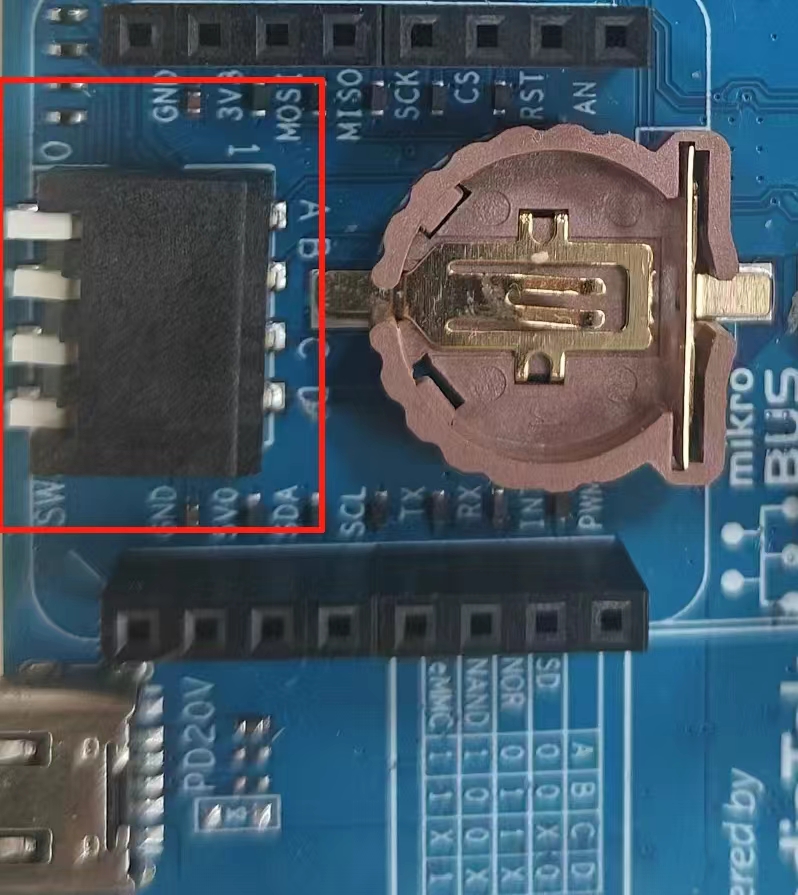 GND 3V3 MOSI MISO SCK CS RST AN
0 1
A
B
C
SW
GND 5V0 SDA SCL TX RX INT PWM
mikro
BUS
PD20V
A B C D
SD 0 0 X 0
NOR 0 1 1 X
NAND 1 0 0 X
eMMC 1 1 X 1
ered by